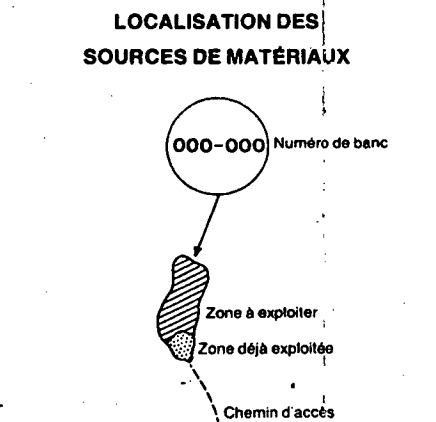 LOCALISATION DES
SOURCES DE MATÉRIAUX
000-000 Numéro de banc
Zone à exploiter
Zone déjà exploitée
Chemin d'accès